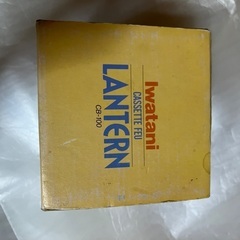 Iwatani
CASSETTE FEU
LANTERN
CB-100